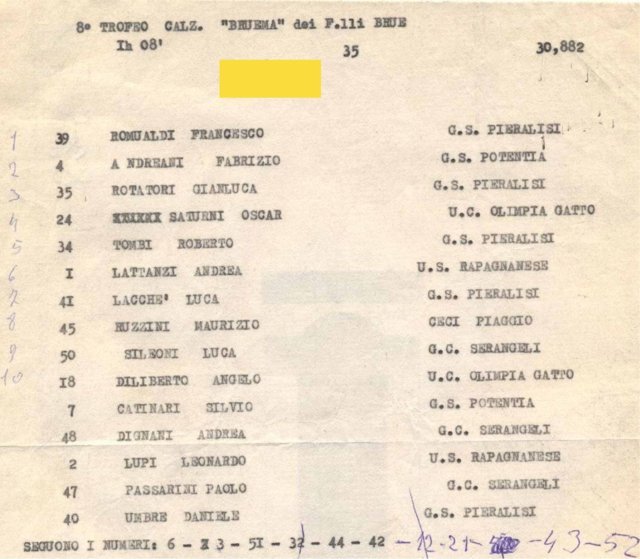 8º TROFEO CALZ. "BRUEMA" dei F.lli BRUE
Ih 08' 35 30,882
1 39 ROMUALDI FRANCESCO G.S. PIERALISI
2 4 A NDREANI FABRIZIO G.S. POTENTIA
3 35 ROTATORI GIANLUCA G.S. PIERALISI
4 24 SATURNI OSCAR U.C. OLIMPIA GATTO
5 34 TOMBI ROBERTO G.S. PIERALISI
6 I LATTANZI ANDREA U.S. RAPAGNANESE
7 4I LACCHE' LUCA G.S. PIERALISI
8 45 RUZZINI MAURIZIO CECI PIAGGIO
9 50 SILEONI LUCA G.C. SERANGELI
10 I8 DILIBERTO ANGELO U.C. OLIMPIA GATTO
7 CATINARI SILVIO G.S. POTENTIA
48 DIGNANI ANDREA G.C. SERANGELI
2 LUPI LEONARDO U.S. RAPAGNANESE
47 PASSARINI PAOLO G.C. SERANGELI
40 UMBRE DANIELE G.S. PIERALISI
SEGUONO I NUMERI: 6 - 3 - 5I - 32 - 44 - 42 - 12 - 21 - - 43 - 52